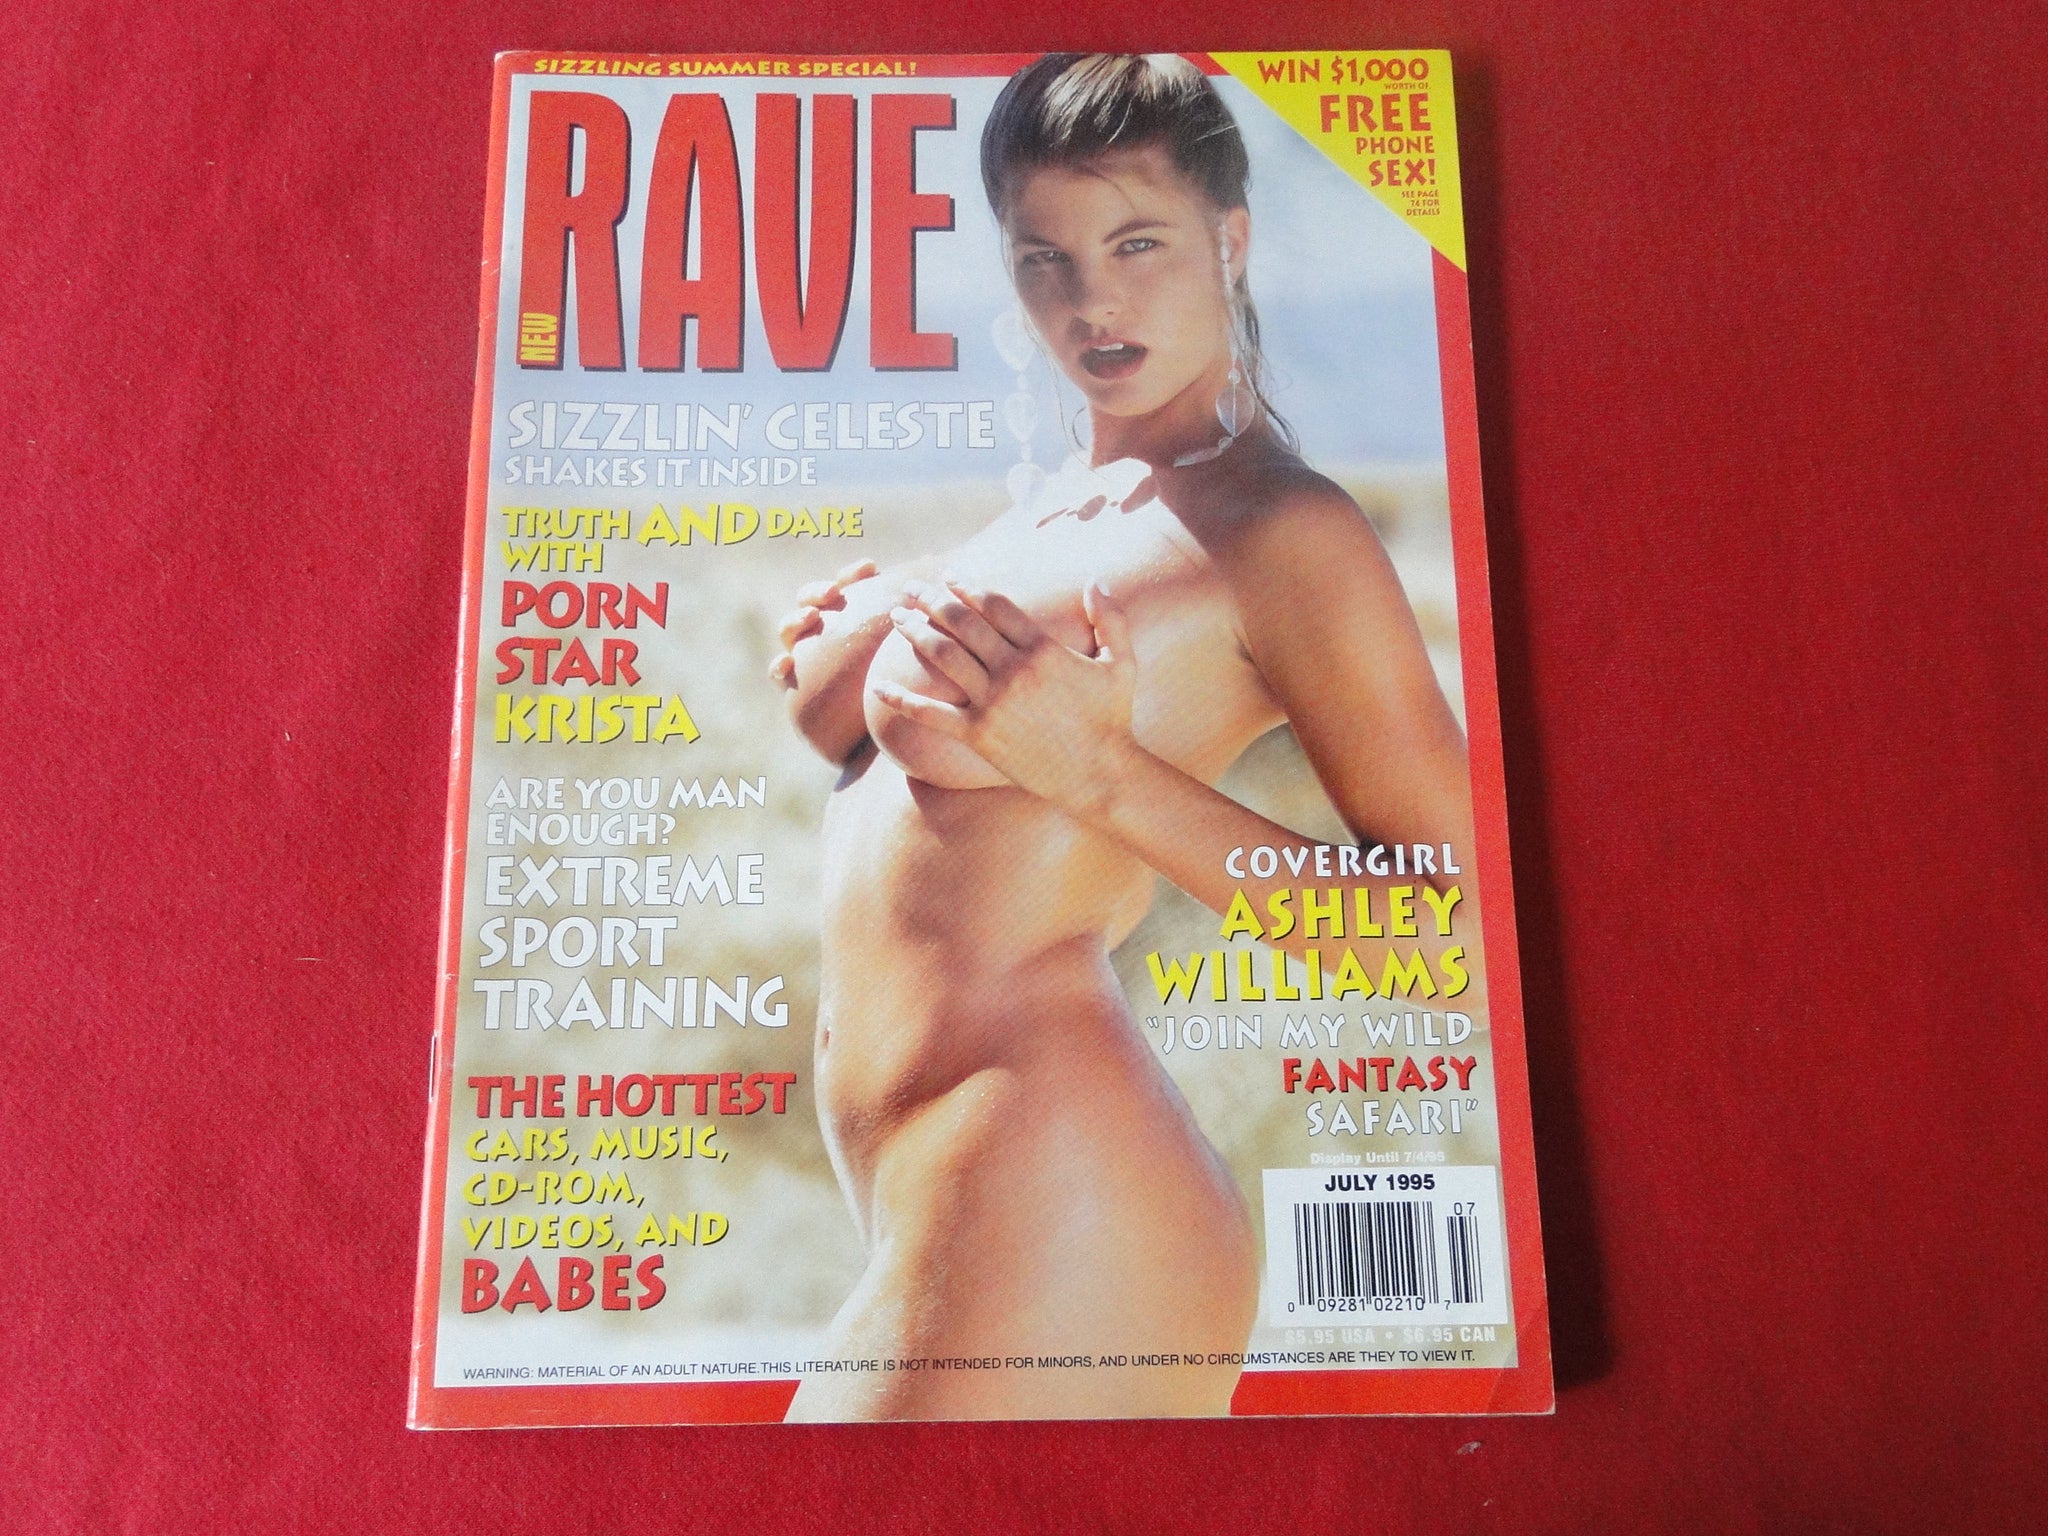 SIZZLING SUMMER SPECIAL!
RAVE
NEW
WIN $1,000
WORTH OF
FREE
PHONE
SEX!
SEE PAGE
74 FOR
DETAILS
SIZZLIN' CELESTE
SHAKES IT INSIDE
TRUTH AND DARE
WITH
PORN
STAR
KRISTA
ARE YOU MAN
ENOUGH?
EXTREME
SPORT
TRAINING
THE HOTTEST
CARS, MUSIC,
CD-ROM,
VIDEOS, AND
BABES
COVERGIRL
ASHLEY
WILLIAMS
"JOIN MY WILD
FANTASY
SAFARI"
Display Until 7/4/95
JULY 1995
07
0 09281 02210 7
$5.95 USA • $6.95 CAN
WARNING: MATERIAL OF AN ADULT NATURE.THIS LITERATURE IS NOT INTENDED FOR MINORS, AND UNDER NO CIRCUMSTANCES ARE THEY TO VIEW IT.